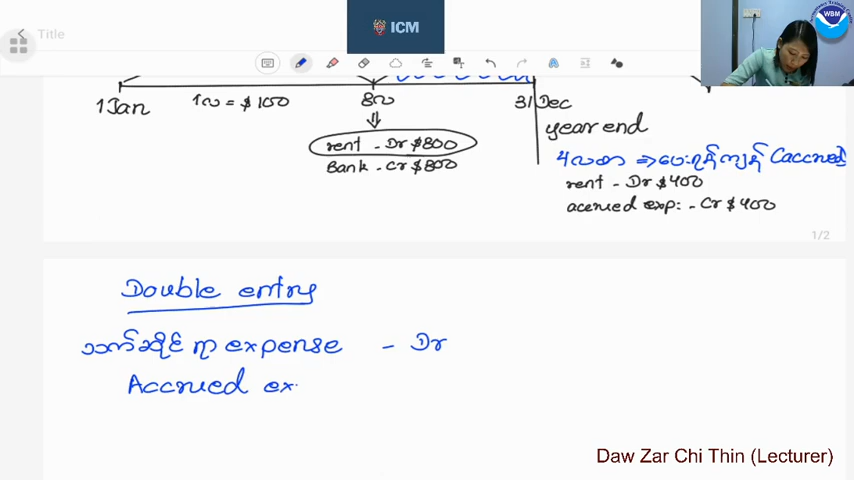 Title
ICM
WBM
1 Jan
1လ = $100
8လ
31 Dec
year end
rent - Dr $800
Bank - Cr $800
4လစာ ⇒ ပေးရန်ကျန် (accrued)
rent - Dr $400
accrued exp: - Cr $400
1/2
Double entry
သက်ဆိုင်ရာ expense - Dr
Accrued ex
Daw Zar Chi Thin (Lecturer)